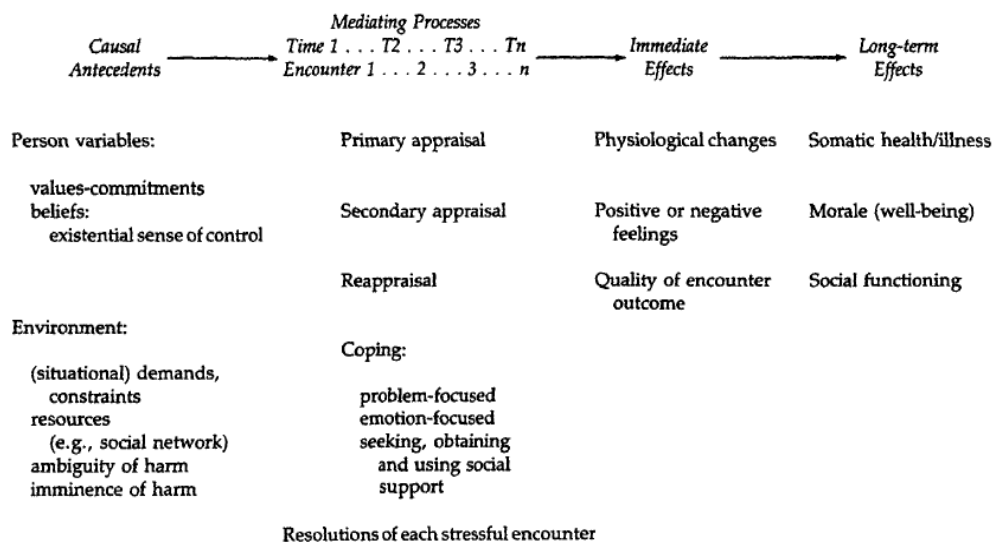 Causal
Antecedents
Mediating Processes
Time 1 . . . T2 . . . T3 . . . Tn
Encounter 1 . . . 2 . . . 3 . . . n
Immediate
Effects
Long-term
Effects
Person variables:
values-commitments
beliefs:
existential sense of control
Environment:
(situational) demands,
constraints
resources
(e.g., social network)
ambiguity of harm
imminence of harm
Primary appraisal
Secondary appraisal
Reappraisal
Coping:
problem-focused
emotion-focused
seeking, obtaining
and using social
support
Resolutions of each stressful encounter
Physiological changes
Positive or negative
feelings
Quality of encounter
outcome
Somatic health/illness
Morale (well-being)
Social functioning